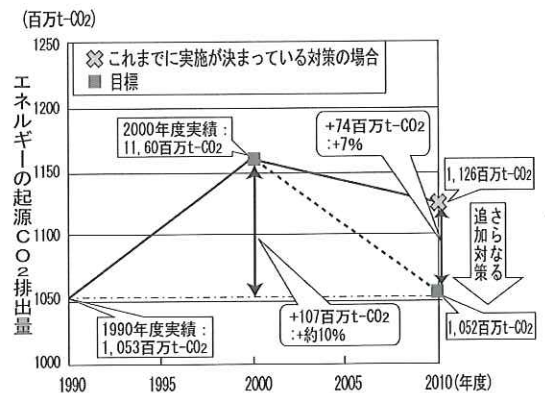 (百万t-CO₂)
1250
1200
1150
1100
1050
1000
エネルギーの起源CO2排出量
これまでに実施が決まっている対策の場合
目標
2000年度実績：
11,60百万t-CO₂
+74百万t-CO₂
:+7%
1,126百万t-CO₂
さらなる
追加対策
+107百万t-CO₂
:+約10%
1,052百万t-CO₂
1990年度実績：
1,053百万t-CO₂
1990
1995
2000
2005
2010(年度)